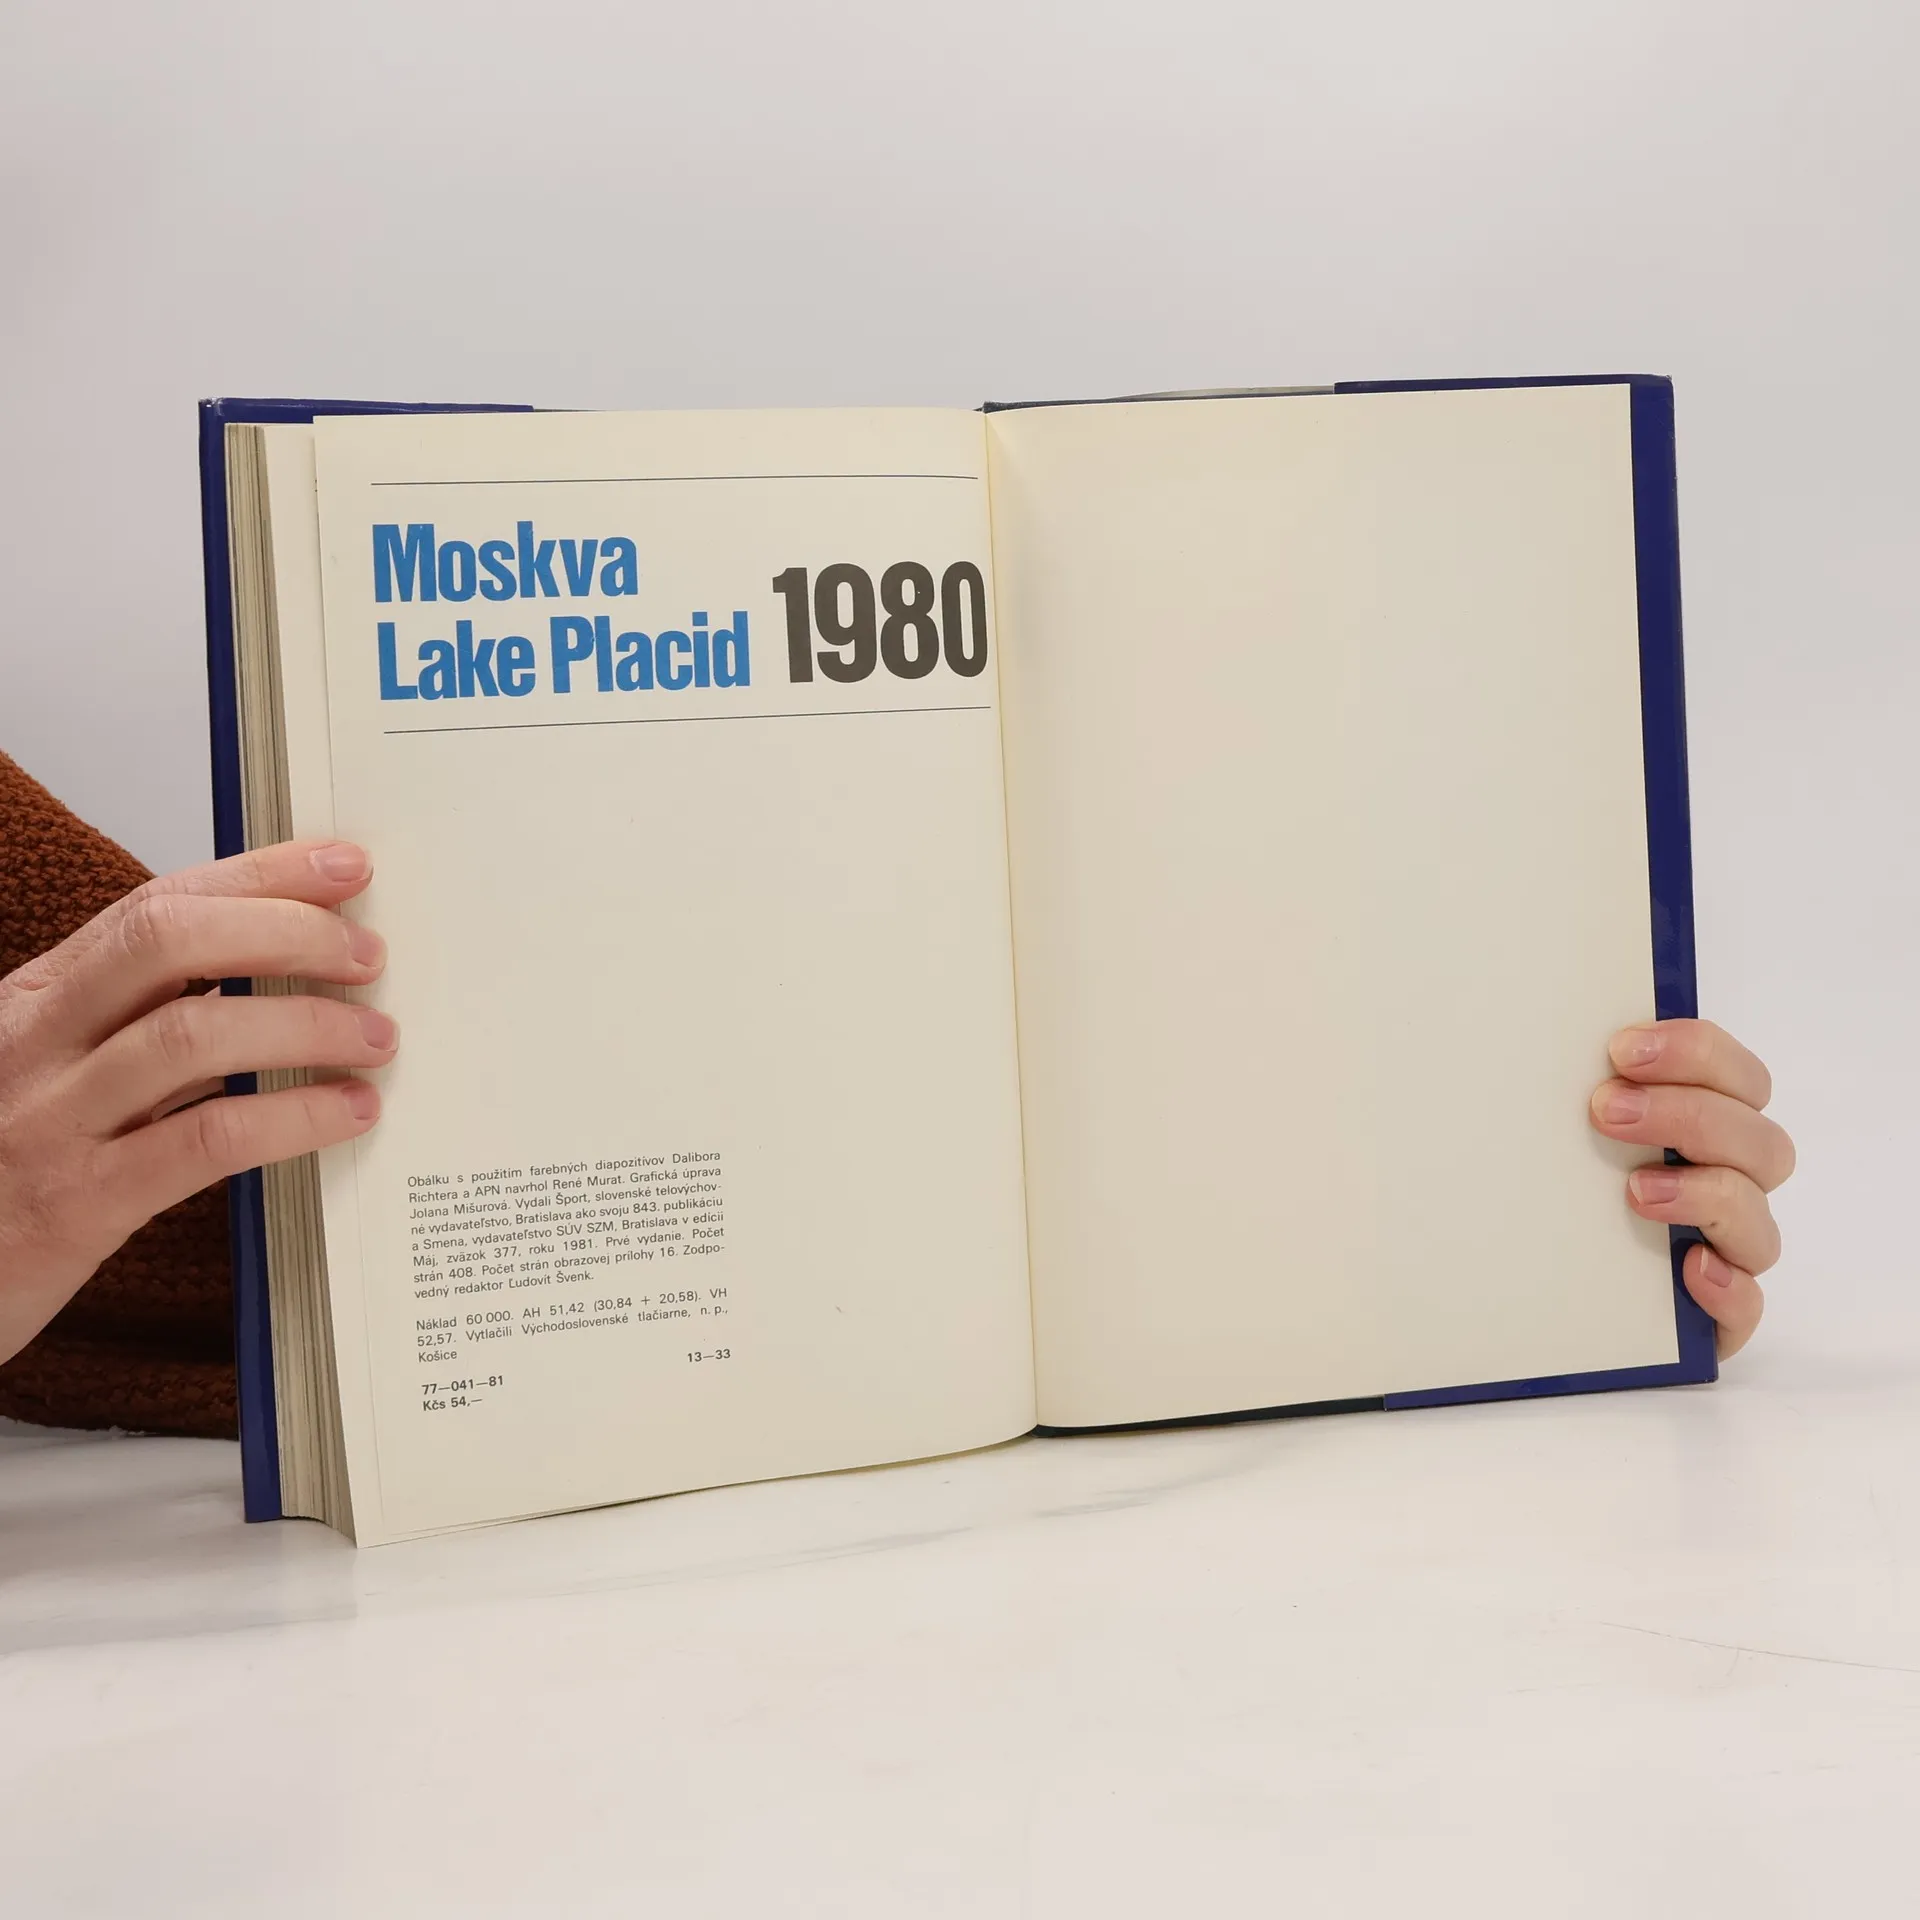 Moskva
Lake Placid
1980
Obálku s použitím farebných diapozitívov Dalibora
Richtera a APN navrhol René Murat. Grafická úprava
Jolana Mišurová. Vydali Šport, slovenské telovýchov-
né vydavateľstvo, Bratislava ako svoju 843. publikáciu
a Smena, vydavateľstvo SÚV SZM, Bratislava v edícii
Máj, zväzok 377, roku 1981. Prvé vydanie. Počet
strán 408. Počet strán obrazovej prílohy 16. Zodpo-
vedný redaktor Ľudovít Švenk.
Náklad 60 000. AH 51,42 (30,84 + 20,58). VH
52,57. Vytlačili Východoslovenské tlačiarne, n. p.,
Košice
13—33
77—041—81
Kčs 54,—